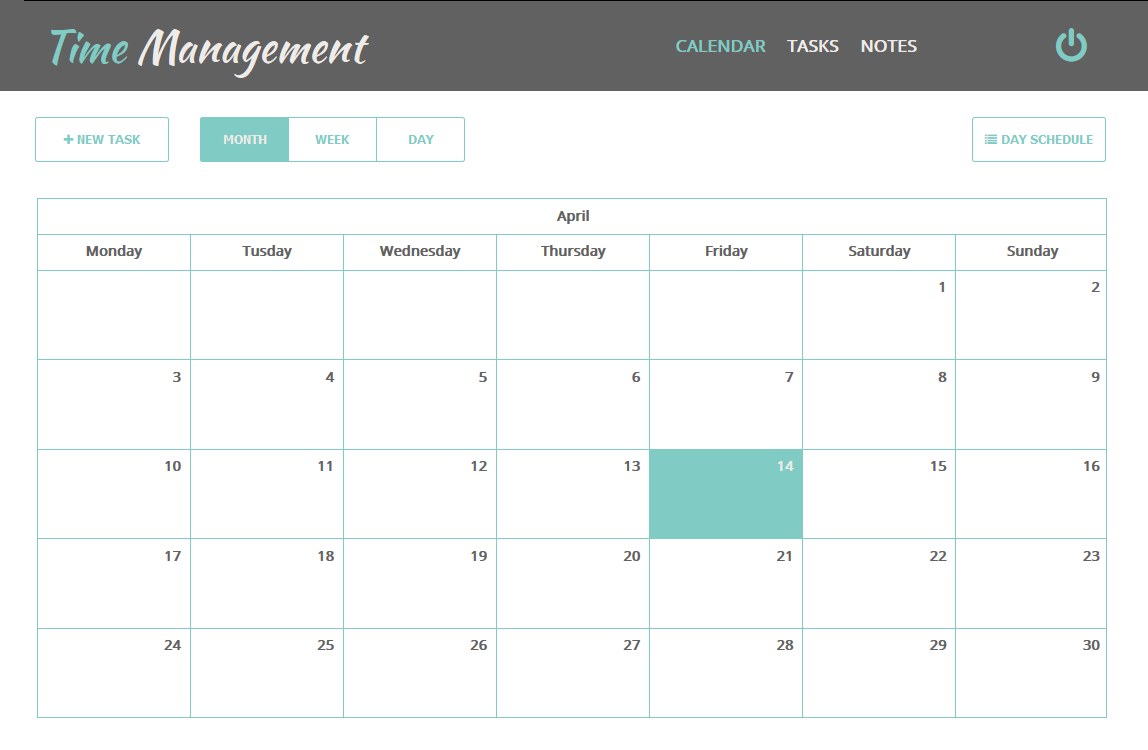 Time Management
CALENDAR TASKS NOTES
NEW TASK MONTH WEEK DAY DAY SCHEDULE
April
Monday Tusday Wednesday Thursday Friday Saturday Sunday
1 2
3 4 5 6 7 8 9
10 11 12 13 14 15 16
17 18 19 20 21 22 23
24 25 26 27 28 29 30